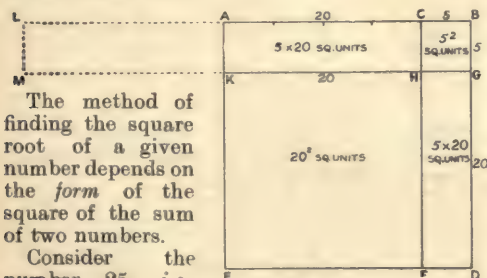 L A 20 C 5 B
5 × 20 SQ.UNITS 5² SQ.UNITS 5
M K 20 H G
The method of
finding the square
root of a given
number depends on
the form of the
square of the sum
of two numbers.
Consider the
20² SQ.UNITS
5×20 SQ.UNITS
20
D